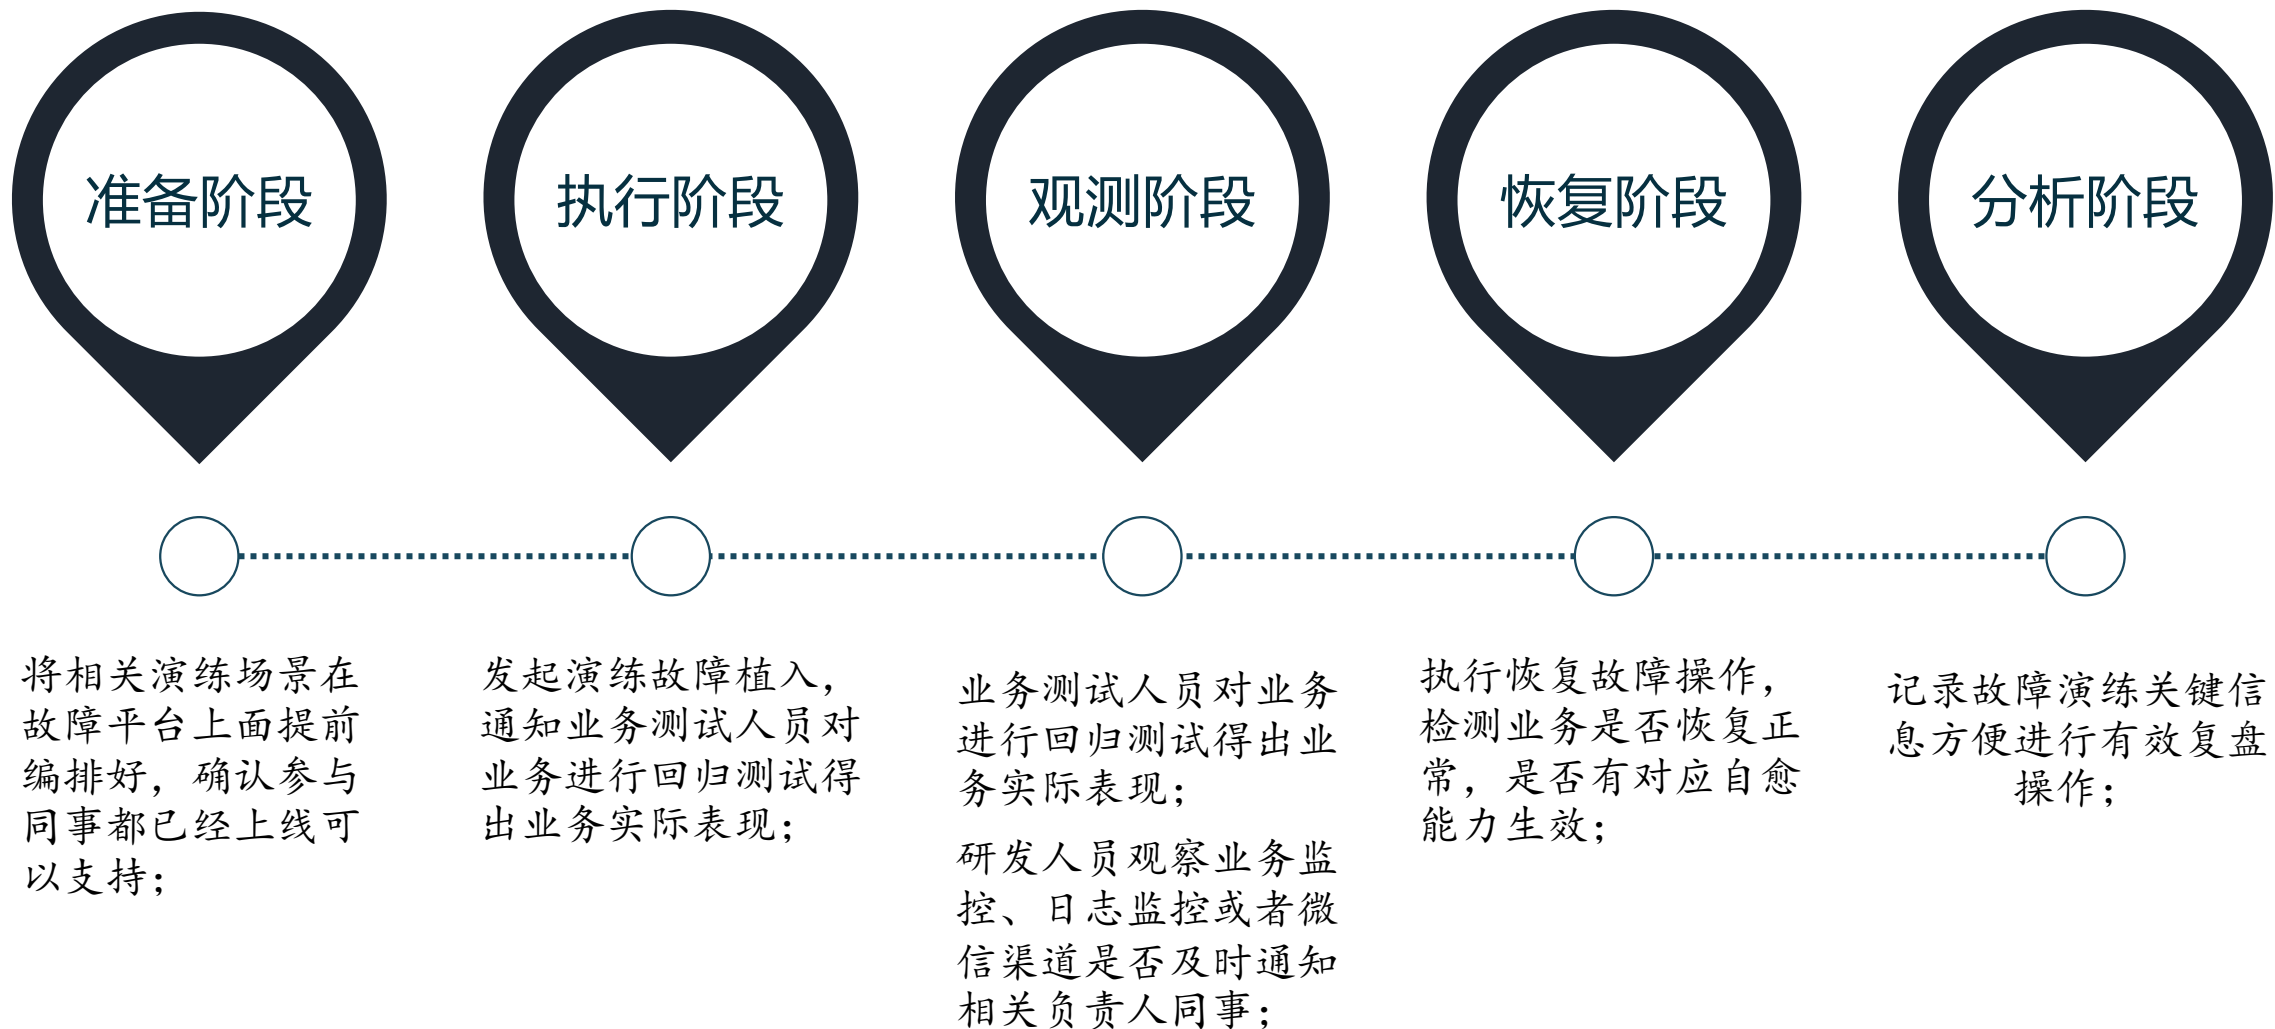 准备阶段
执行阶段
观测阶段
恢复阶段
分析阶段
将相关演练场景在
故障平台上面提前
编排好，确认参与
同事都已经上线可
以支持；
发起演练故障植入，
通知业务测试人员对
业务进行回归测试得
出业务实际表现；
业务测试人员对业务
进行回归测试得出业
务实际表现；
研发人员观察业务监
控、日志监控或者微
信渠道是否及时通知
相关负责人同事；
执行恢复故障操作，
检测业务是否恢复正
常，是否有对应自愈
能力生效；
记录故障演练关键信
息方便进行有效复盘
操作；